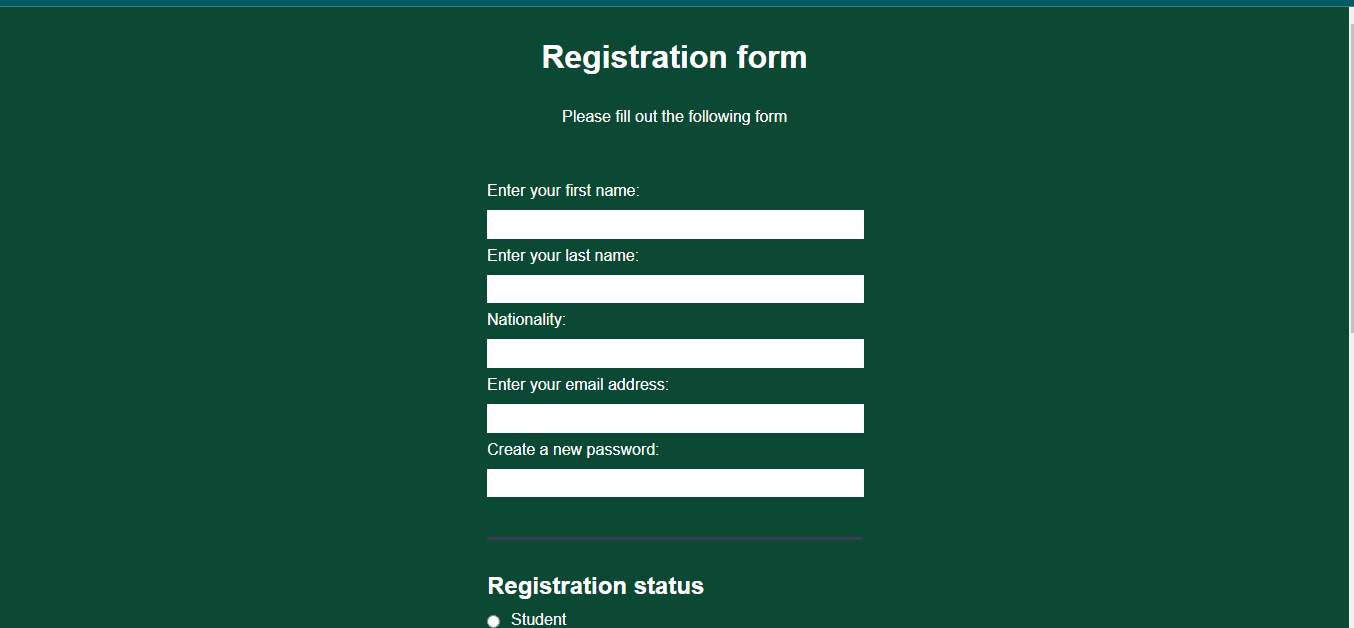 Registration form
Please fill out the following form
Enter your first name:
Enter your last name:
Nationality:
Enter your email address:
Create a new password:
Registration status
Student